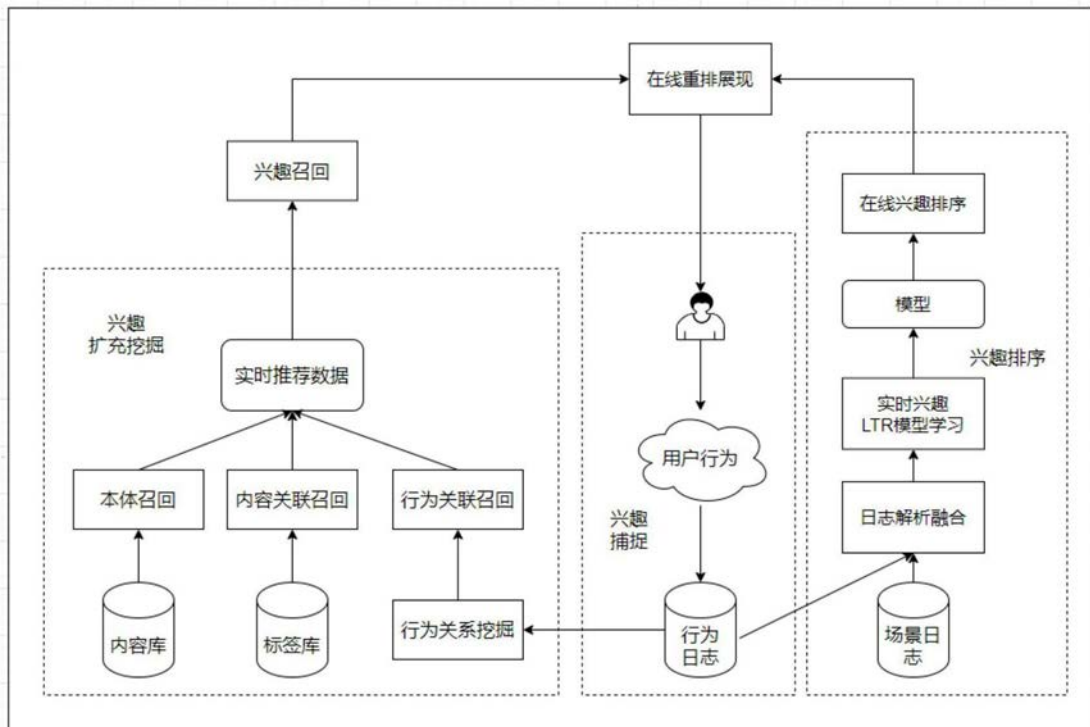 在线重排展现
兴趣召回
在线兴趣排序
模型
兴趣
扩充挖掘
实时推荐数据
兴趣排序
实时兴趣
LTR模型学习
用户行为
本体召回
内容关联召回
行为关联召回
兴趣
捕捉
日志解析融合
内容库
标签库
行为关系挖掘
行为
日志
场景日
志